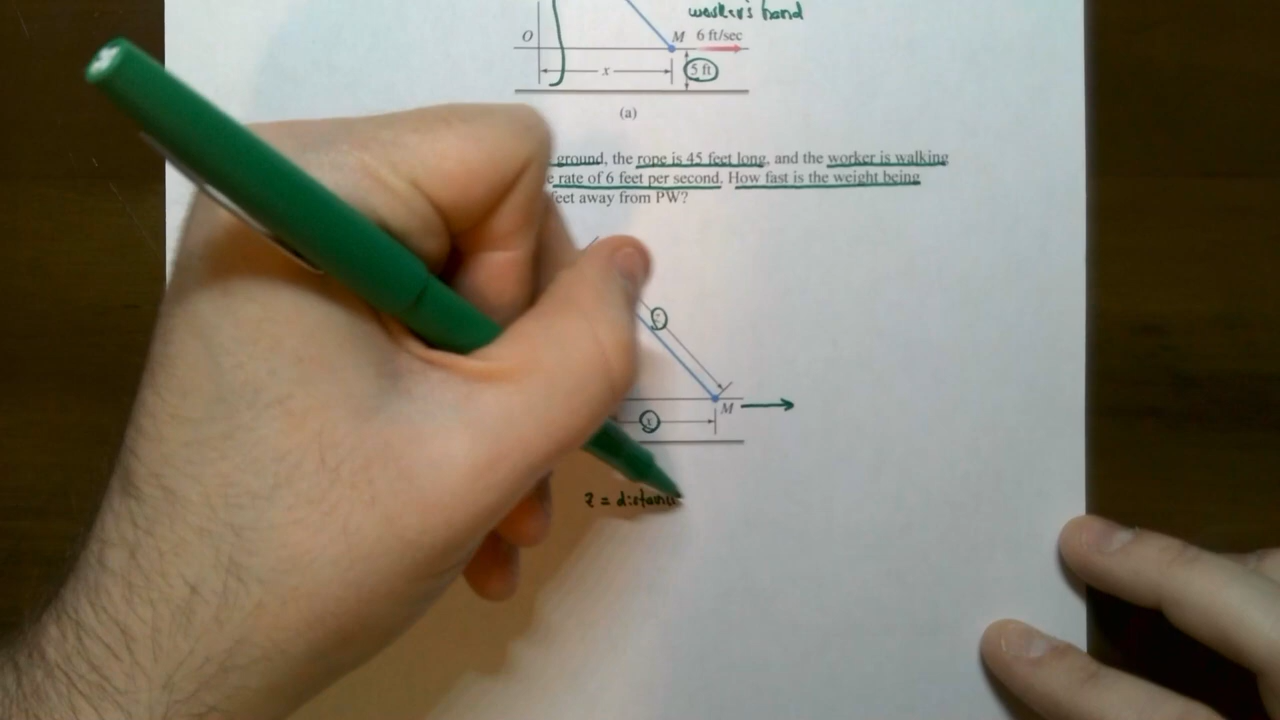 worker's hand
O M 6 ft/sec
x 5 ft
(a)
ground, the rope is 45 feet long, and the worker is walking
e rate of 6 feet per second. How fast is the weight being
feet away from PW?
M
z = distanc